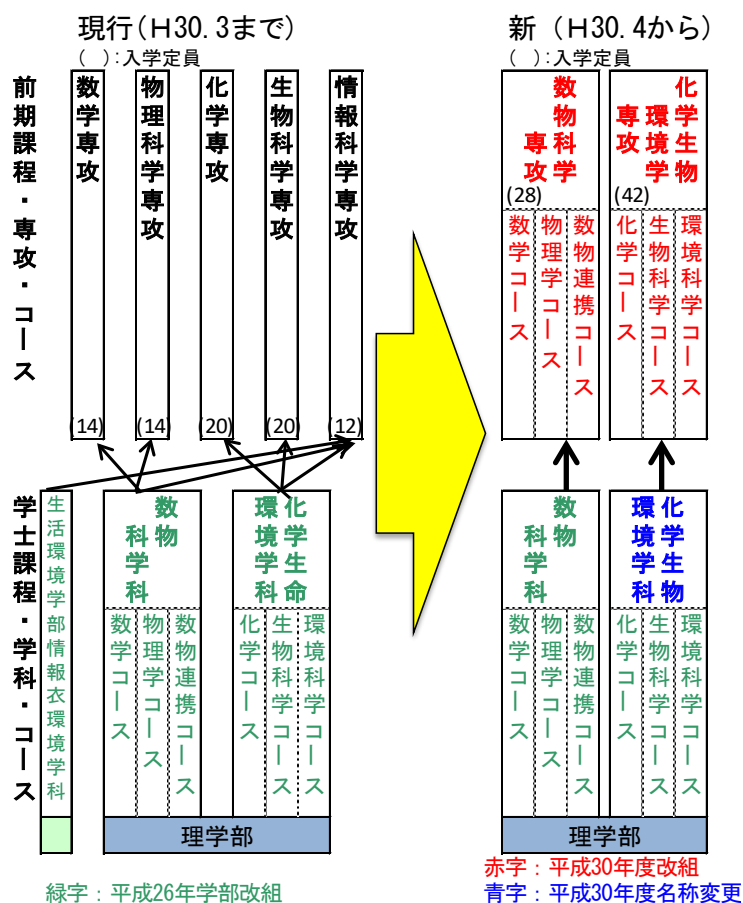 現行(H30.3まで)
(　):入学定員
前期課程・専攻・コース
数学専攻
(14)
物理科学専攻
(14)
化学専攻
(20)
生物科学専攻
(20)
情報科学専攻
(12)
学士課程・学科・コース
生活環境学部情報衣環境学科
数物
科学科
数学コース
物理学コース
数物連携コース
化学生命
環境学科
化学コース
生物科学コース
環境科学コース
理学部
緑字：平成26年学部改組
新（H30.4から）
(　):入学定員
数物科学
専攻
(28)
数学コース
物理学コース
数物連携コース
化学生物
環境学
専攻
(42)
化学コース
生物科学コース
環境科学コース
数物
科学科
数学コース
物理学コース
数物連携コース
化学生物
環境学科
化学コース
生物科学コース
環境科学コース
理学部
赤字：平成30年度改組
青字：平成30年度名称変更